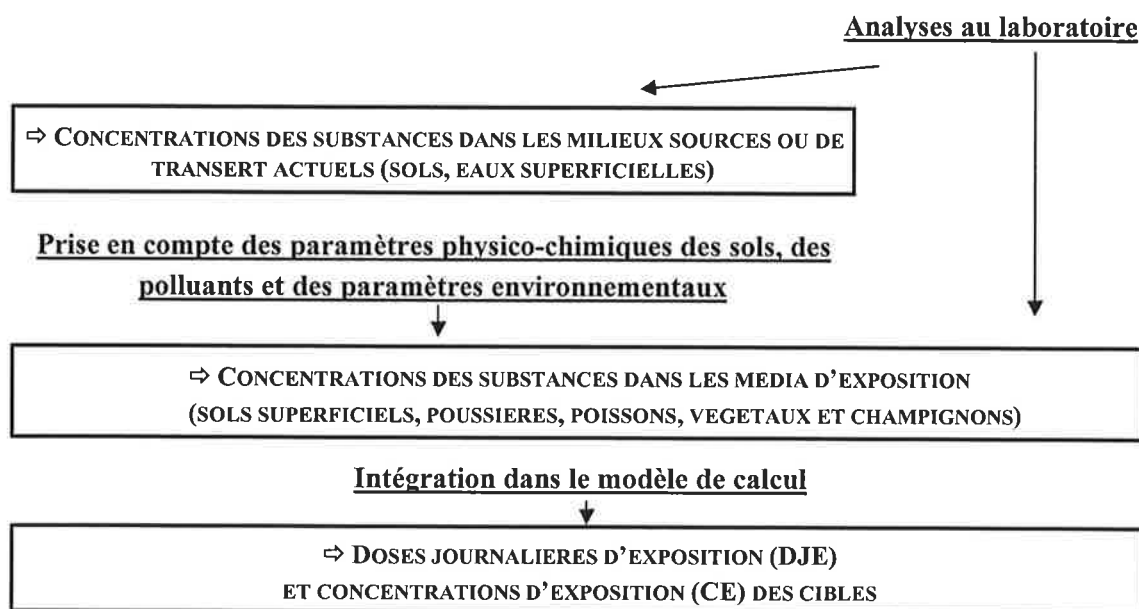 Analyses au laboratoire
⇨ CONCENTRATIONS DES SUBSTANCES DANS LES MILIEUX SOURCES OU DE
TRANSERT ACTUELS (SOLS, EAUX SUPERFICIELLES)
Prise en compte des paramètres physico-chimiques des sols, des
polluants et des paramètres environnementaux
⇨ CONCENTRATIONS DES SUBSTANCES DANS LES MEDIA D'EXPOSITION
(SOLS SUPERFICIELS, POUSSIERES, POISSONS, VEGETAUX ET CHAMPIGNONS)
Intégration dans le modèle de calcul
⇨ DOSES JOURNALIERES D'EXPOSITION (DJE)
ET CONCENTRATIONS D'EXPOSITION (CE) DES CIBLES